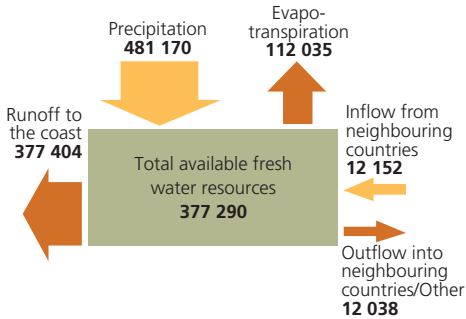 Precipitation
481 170
Evapo-
transpiration
112 035
Runoff to
the coast
377 404
Total available fresh
water resources
377 290
Inflow from
neighbouring
countries
12 152
Outflow into
neighbouring
countries/Other
12 038